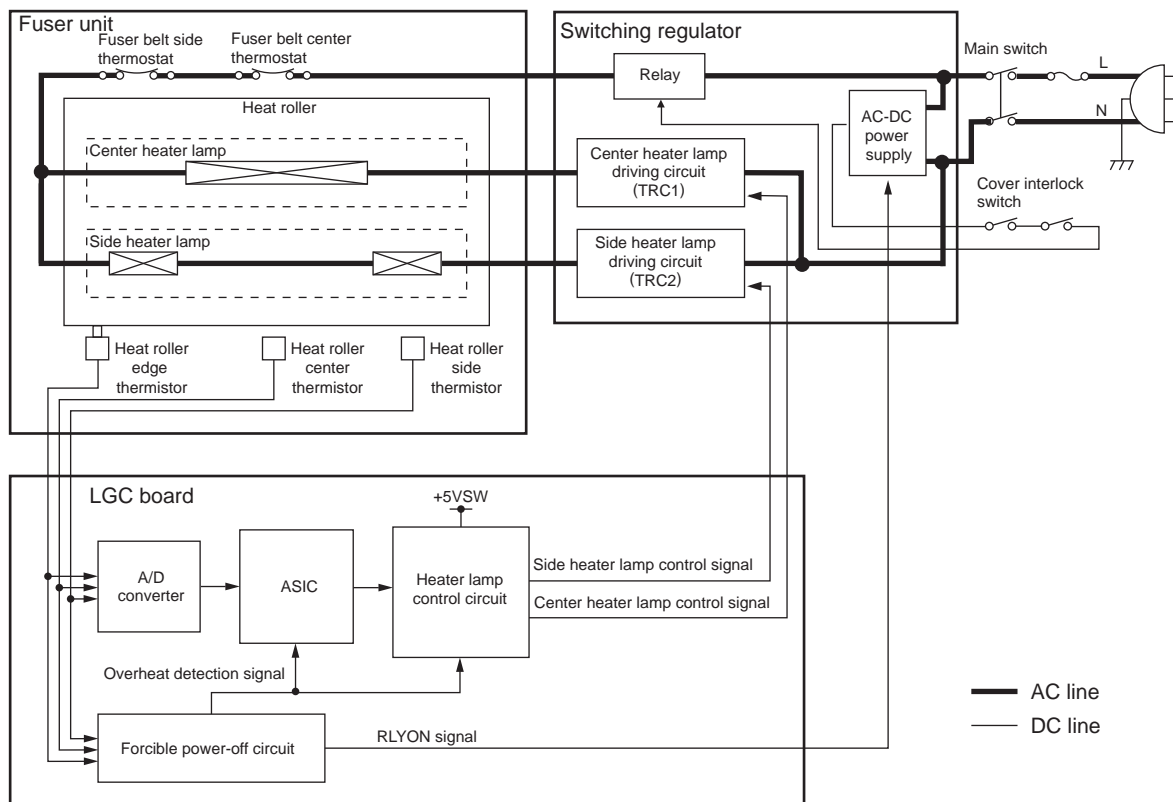 Fuser unit
Switching regulator
Fuser belt side
thermostat
Fuser belt center
thermostat
Main switch
Relay
L
N
Heat roller
AC-DC
power
supply
Center heater lamp
Center heater lamp
driving circuit
(TRC1)
Cover interlock
switch
Side heater lamp
Side heater lamp
driving circuit
(TRC2)
Heat roller
edge
thermistor
Heat roller
center
thermistor
Heat roller
side
thermistor
LGC board
+5VSW
A/D
converter
ASIC
Heater lamp
control circuit
Side heater lamp control signal
Center heater lamp control signal
Overheat detection signal
Forcible power-off circuit
RLYON signal
AC line
DC line